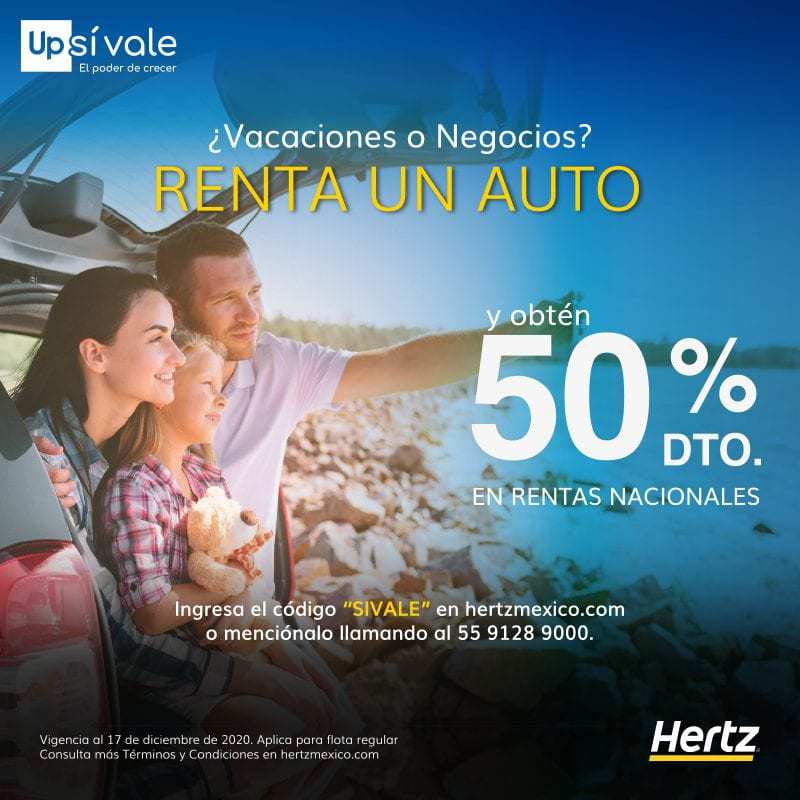 Up sí vale
El poder de crecer
¿Vacaciones o Negocios?
RENTA UN AUTO
y obtén
50%
DTO.
EN RENTAS NACIONALES
Ingresa el código “SIVALE” en hertzmexico.com
o menciónalo llamando al 55 9128 9000.
Vigencia al 17 de diciembre de 2020. Aplica para flota regular
Consulta más Términos y Condiciones en hertzmexico.com
Hertz